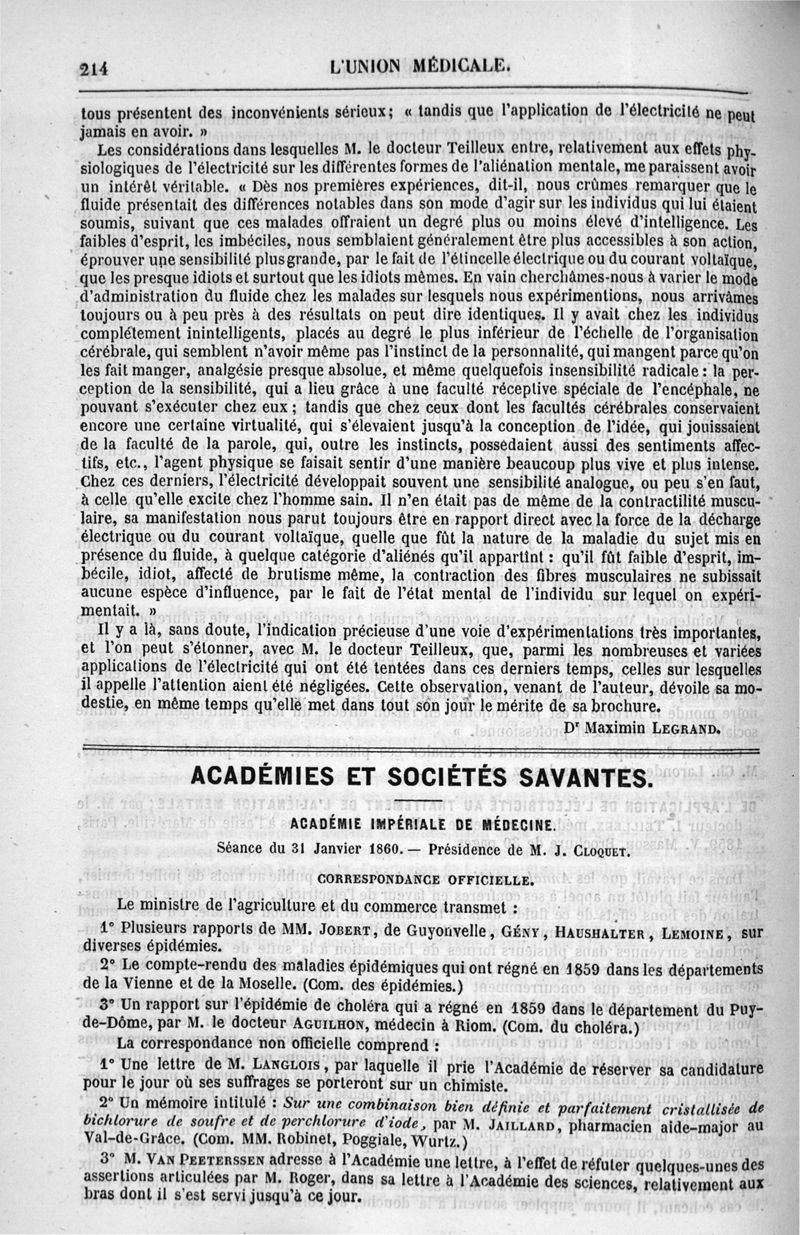 214
L'UNION MÉDICALE.
tous présentent des inconvénients sérieux; « tandis que l'application de l'électricité ne peut
jamais en avoir. »
Les considérations dans lesquelles M. le docteur Teilleux entre, relativement aux effets phy-
siologiques de l'électricité sur les différentes formes de l'aliénation mentale, me paraissent avoir
un intérêt véritable. « Dès nos premières expériences, dit-il, nous crûmes remarquer que le
fluide présentait des différences notables dans son mode d'agir sur les individus qui lui étaient
soumis, suivant que ces malades offraient un degré plus ou moins élevé d'intelligence. Les
faibles d'esprit, les imbéciles, nous semblaient généralement être plus accessibles à son action,
éprouver une sensibilité plus grande, par le fait de l'étincelle électrique ou du courant voltaïque,
que les presque idiots et surtout que les idiots mêmes. En vain cherchâmes-nous à varier le mode
d'administration du fluide chez les malades sur lesquels nous expérimentions, nous arrivâmes
toujours ou à peu près à des résultats on peut dire identiques. Il y avait chez les individus
complétement inintelligents, placés au degré le plus inférieur de l'échelle de l'organisation
cérébrale, qui semblent n'avoir même pas l'instinct de la personnalité, qui mangent parce qu'on
les fait manger, analgésie presque absolue, et même quelquefois insensibilité radicale : la per-
ception de la sensibilité, qui a lieu grâce à une faculté réceptive spéciale de l'encéphale, ne
pouvant s'exécuter chez eux; tandis que chez ceux dont les facultés cérébrales conservaient
encore une certaine virtualité, qui s'élevaient jusqu'à la conception de l'idée, qui jouissaient
de la faculté de la parole, qui, outre les instincts, possédaient aussi des sentiments affec-
tifs, etc., l'agent physique se faisait sentir d'une manière beaucoup plus vive et plus intense.
Chez ces derniers, l'électricité développait souvent une sensibilité analogue, ou peu s'en faut,
à celle qu'elle excite chez l'homme sain. Il n'en était pas de même de la contractilité muscu-
laire, sa manifestation nous parut toujours être en rapport direct avec la force de la décharge
électrique ou du courant voltaïque, quelle que fût la nature de la maladie du sujet mis en
présence du fluide, à quelque catégorie d'aliénés qu'il appartînt : qu'il fût faible d'esprit, im-
bécile, idiot, affecté de brutisme même, la contraction des fibres musculaires ne subissait
aucune espèce d'influence, par le fait de l'état mental de l'individu sur lequel on expéri-
mentait. »
Il y a là, sans doute, l'indication précieuse d'une voie d'expérimentations très importantes,
et l'on peut s'étonner, avec M. le docteur Teilleux, que, parmi les nombreuses et variées
applications de l'électricité qui ont été tentées dans ces derniers temps, celles sur lesquelles
il appelle l'attention aient été négligées. Cette observation, venant de l'auteur, dévoile sa mo-
destie, en même temps qu'elle met dans tout son jour le mérite de sa brochure.
Dr Maximin LEGRAND.
ACADÉMIES ET SOCIÉTÉS SAVANTES.
ACADÉMIE IMPÉRIALE DE MÉDECINE.
Séance du 31 Janvier 1860. — Présidence de M. J. CLOQUET.
CORRESPONDANCE OFFICIELLE.
Le ministre de l'agriculture et du commerce transmet :
1° Plusieurs rapports de MM. JOBERT, de Guyonvelle, GÉNY, HAUSHALTER, LEMOINE, sur
diverses épidémies.
2° Le compte-rendu des maladies épidémiques qui ont régné en 1859 dans les départements
de la Vienne et de la Moselle. (Com. des épidémies.)
3° Un rapport sur l'épidémie de choléra qui a régné en 1859 dans le département du Puy-
de-Dôme, par M. le docteur AGUILHON, médecin à Riom. (Com. du choléra.)
La correspondance non officielle comprend :
1° Une lettre de M. LANGLOIS, par laquelle il prie l'Académie de réserver sa candidature
pour le jour où ses suffrages se porteront sur un chimiste.
2° Un mémoire intitulé : Sur une combinaison bien définie et parfaitement cristallisée de
bichlorure de soufre et de perchlorure d'iode, par M. JAILLARD, pharmacien aide-major au
Val-de-Grâce. (Com. MM. Robinet, Poggiale, Wurtz.)
3° M. VAN PEETERSSEN adresse à l'Académie une lettre, à l'effet de réfuter quelques-unes des
assertions articulées par M. Roger, dans sa lettre à l'Académie des sciences, relativement aux
bras dont il s'est servi jusqu'à ce jour.